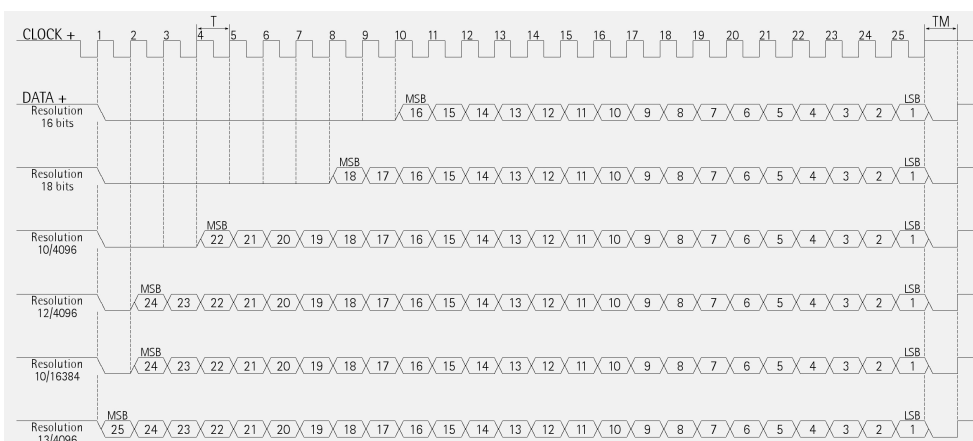 T TM
CLOCK + 1 2 3 4 5 6 7 8 9 10 11 12 13 14 15 16 17 18 19 20 21 22 23 24 25
DATA +
MSB LSB
Resolution 16 bits 16 15 14 13 12 11 10 9 8 7 6 5 4 3 2 1
MSB LSB
Resolution 18 bits 18 17 16 15 14 13 12 11 10 9 8 7 6 5 4 3 2 1
MSB LSB
Resolution 10/4096 22 21 20 19 18 17 16 15 14 13 12 11 10 9 8 7 6 5 4 3 2 1
MSB LSB
Resolution 12/4096 24 23 22 21 20 19 18 17 16 15 14 13 12 11 10 9 8 7 6 5 4 3 2 1
MSB LSB
Resolution 10/16384 24 23 22 21 20 19 18 17 16 15 14 13 12 11 10 9 8 7 6 5 4 3 2 1
MSB LSB
Resolution 13/4096 25 24 23 22 21 20 19 18 17 16 15 14 13 12 11 10 9 8 7 6 5 4 3 2 1